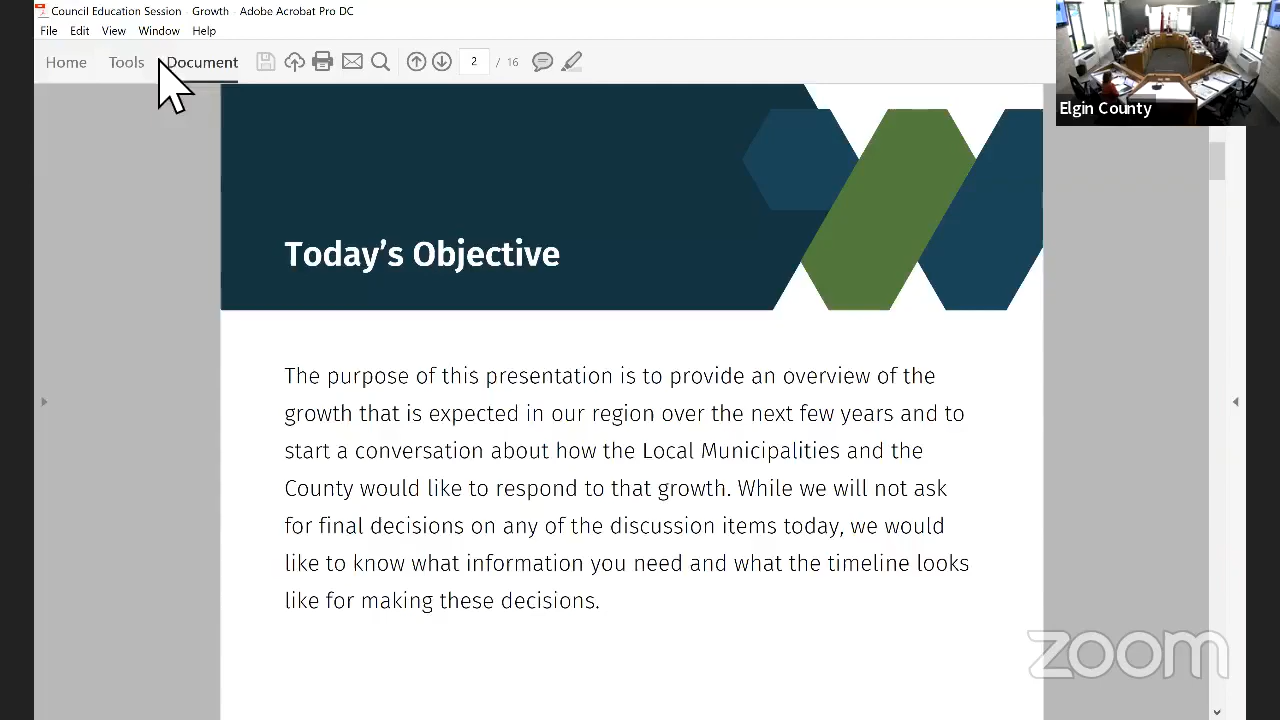 Council Education Session - Growth - Adobe Acrobat Pro DC
File Edit View Window Help
Home Tools Document 2 / 16
Elgin County
Today's Objective
The purpose of this presentation is to provide an overview of the
growth that is expected in our region over the next few years and to
start a conversation about how the Local Municipalities and the
County would like to respond to that growth. While we will not ask
for final decisions on any of the discussion items today, we would
like to know what information you need and what the timeline looks
like for making these decisions.
zoom